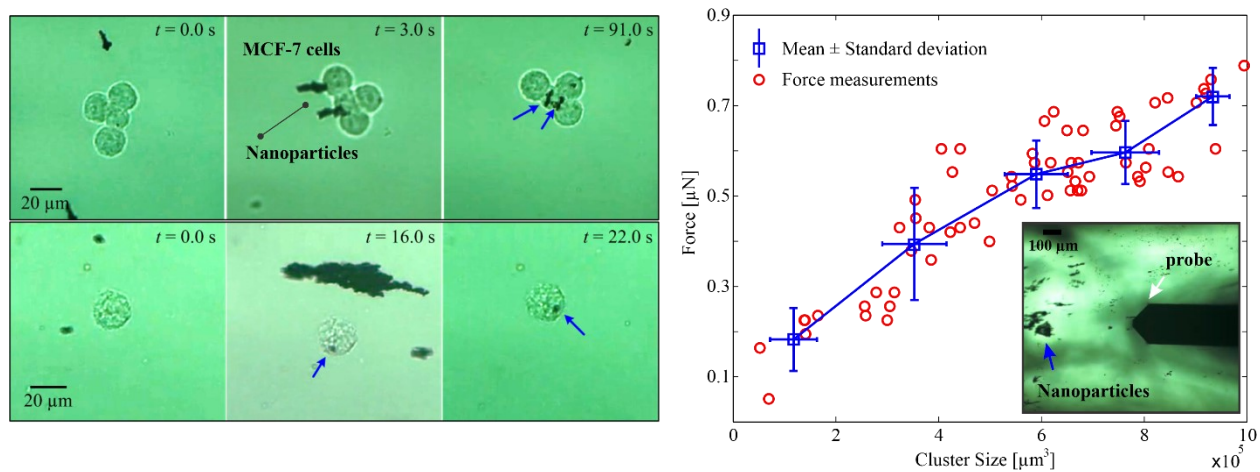 t = 0.0 s
t = 3.0 s
t = 91.0 s
MCF-7 cells
Nanoparticles
20 µm
t = 0.0 s
t = 16.0 s
t = 22.0 s
20 µm
0.9
0.7
0.5
0.3
0.1
Force [µN]
Mean ± Standard deviation
Force measurements
100 µm
probe
Nanoparticles
0
2
4
6
8
10
×10⁵
Cluster Size [µm³]